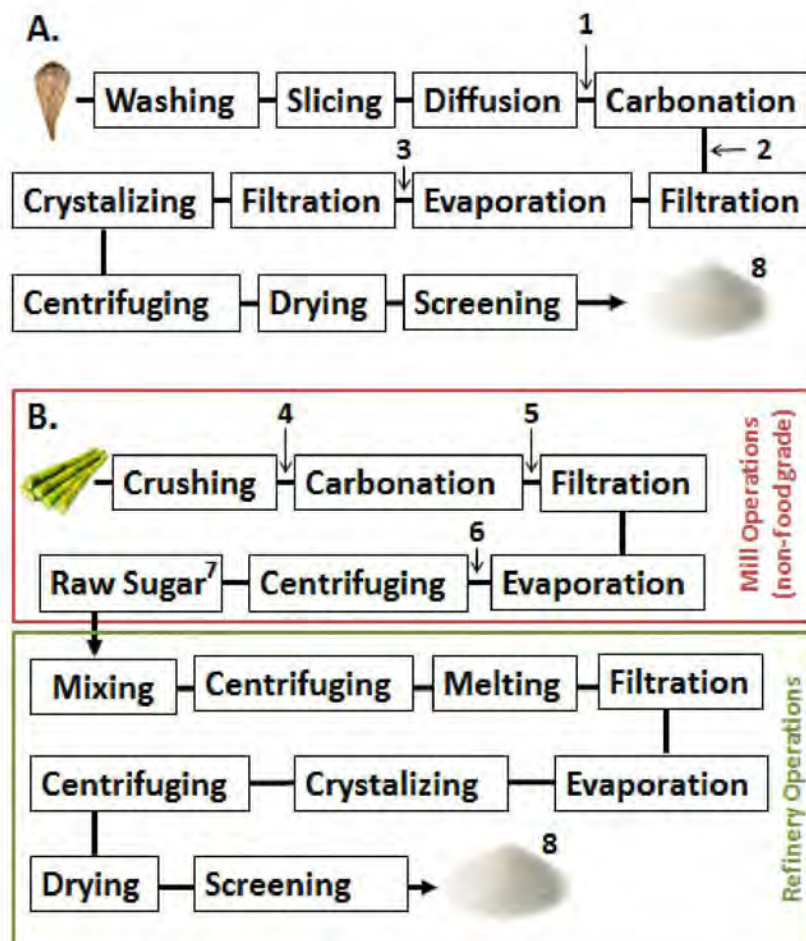 A.
1
Washing Slicing Diffusion Carbonation
3 2
Crystalizing Filtration Evaporation Filtration
8
Centrifuging Drying Screening
B.
4 5
Crushing Carbonation Filtration
6
Raw Sugar7 Centrifuging Evaporation
Mill Operations
(non-food grade)
Mixing Centrifuging Melting Filtration
Centrifuging Crystalizing Evaporation
8
Drying Screening
Refinery Operations